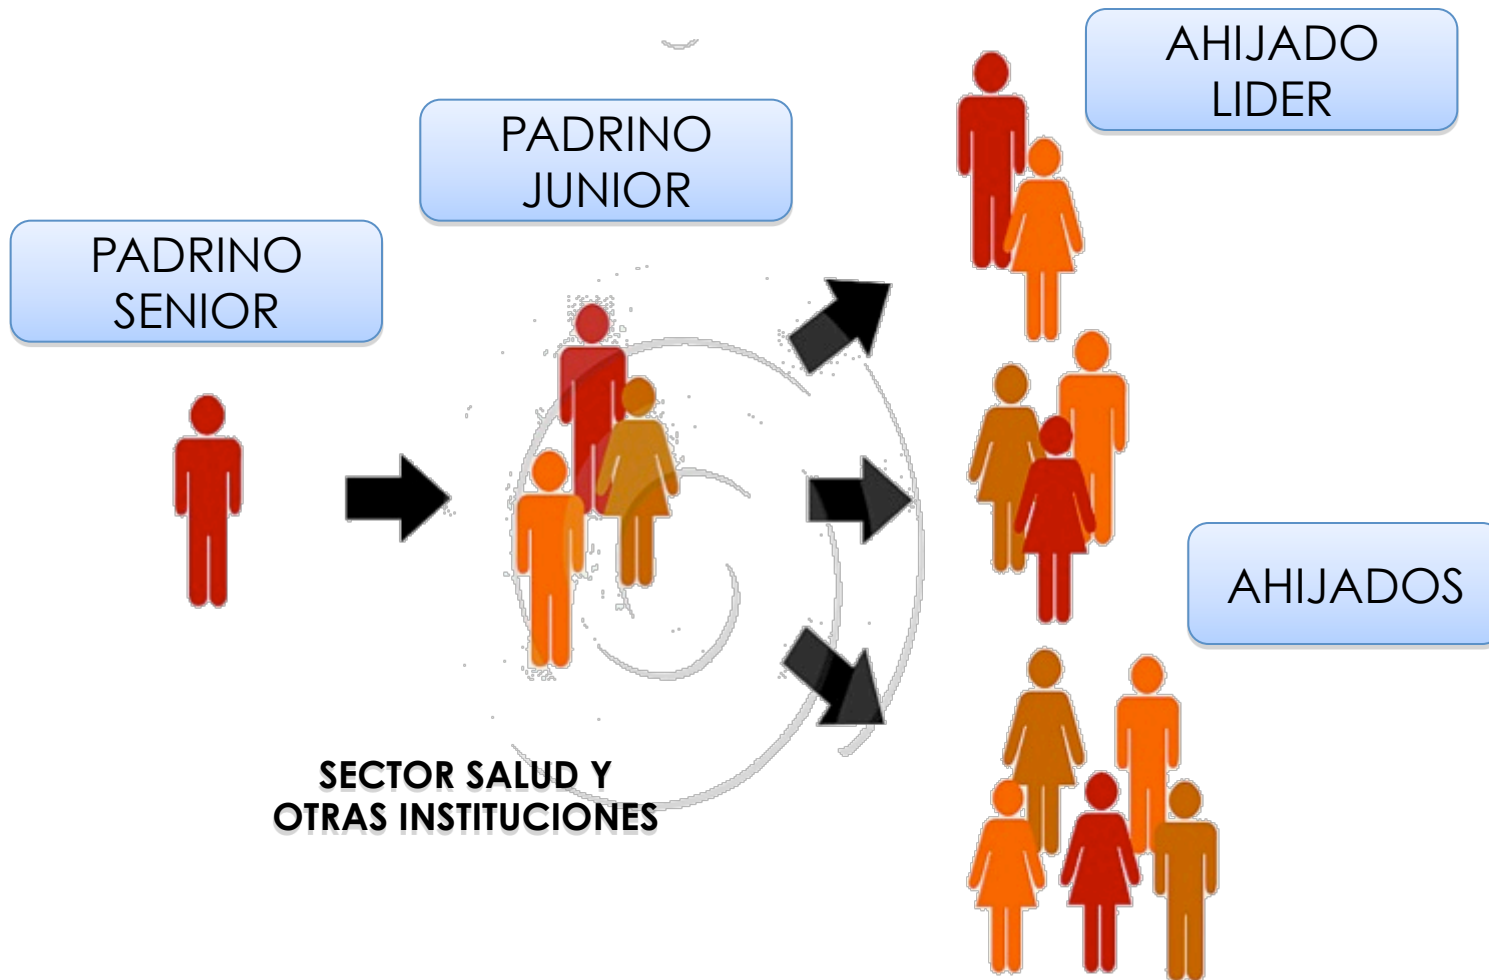 PADRINO
SENIOR
PADRINO
JUNIOR
AHIJADO
LIDER
AHIJADOS
SECTOR SALUD Y
OTRAS INSTITUCIONES